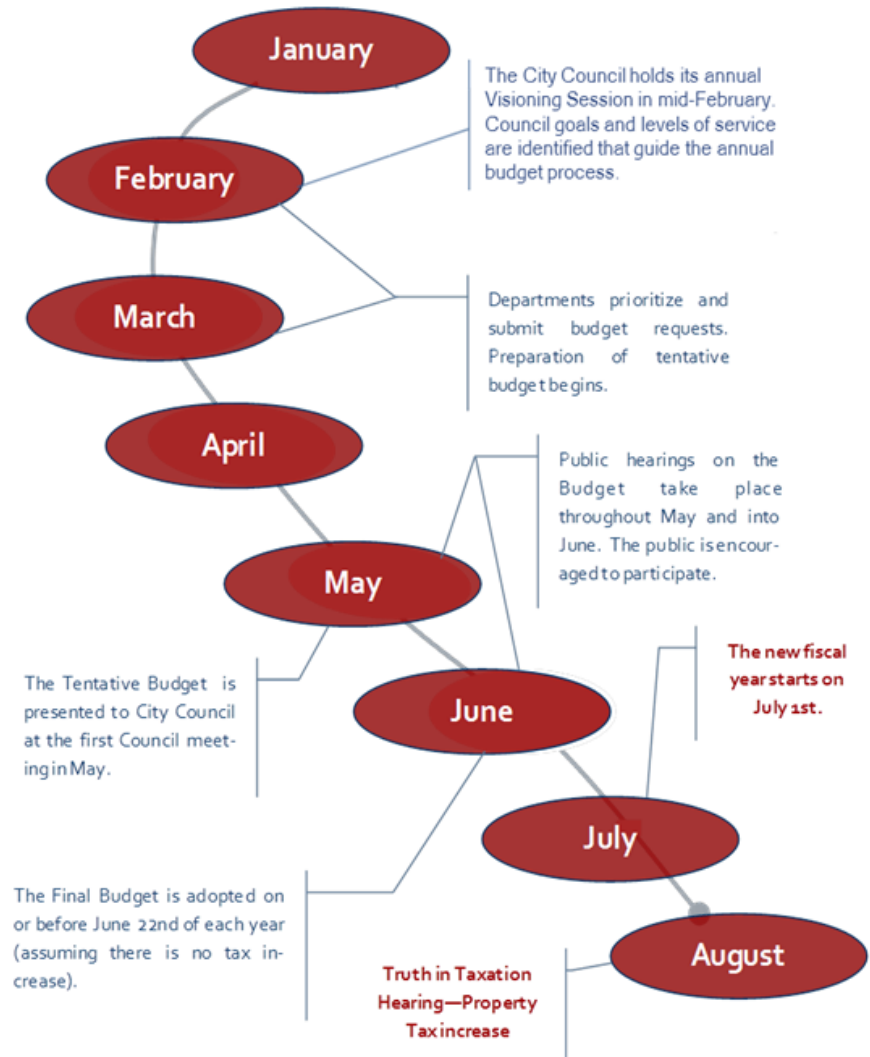 January
The City Council holds its annual
Visioning Session in mid-February.
Council goals and levels of service
are identified that guide the annual
budget process.
February
Departments prioritize and
submit budget requests.
Preparation of tentative
budget begins.
March
April
Public hearings on the
Budget take place
throughout May and into
June. The public is encour-
aged to participate.
May
The Tentative Budget is
presented to City Council
at the first Council meet-
ing in May.
June
The new fiscal
year starts on
July 1st.
July
The Final Budget is adopted on
or before June 22nd of each year
(assuming there is no tax in-
crease).
August
Truth in Taxation
Hearing—Property
Tax increase